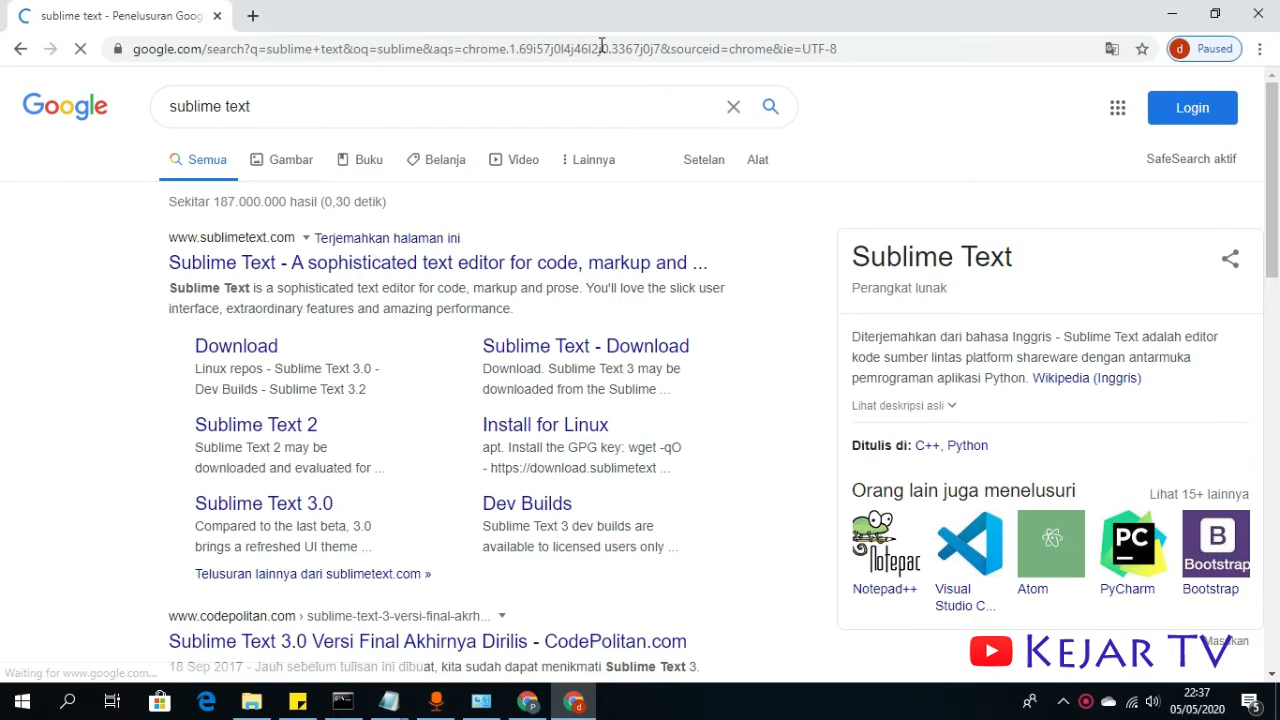 sublime text - Penelusuran Goog
google.com/search?q=sublime+text&oq=sublime&aqs=chrome.1.69i57j0l4j46l2j0.3367j0j7&sourceid=chrome&ie=UTF-8
d Paused
Google
sublime text
Login
Semua Gambar Buku Belanja Video Lainnya Setelan Alat
SafeSearch aktif
Sekitar 187.000.000 hasil (0,30 detik)
www.sublimetext.com Terjemahkan halaman ini
Sublime Text - A sophisticated text editor for code, markup and ...
Sublime Text is a sophisticated text editor for code, markup and prose. You'll love the slick user
interface, extraordinary features and amazing performance.
Download
Linux repos - Sublime Text 3.0 -
Dev Builds - Sublime Text 3.2
Sublime Text - Download
Download. Sublime Text 3 may be
downloaded from the Sublime ...
Sublime Text 2
Sublime Text 2 may be
downloaded and evaluated for ...
Install for Linux
apt. Install the GPG key: wget -qO
- https://download.sublimetext ...
Sublime Text 3.0
Compared to the last beta, 3.0
brings a refreshed UI theme ...
Dev Builds
Sublime Text 3 dev builds are
available to licensed users only ...
Telusuran lainnya dari sublimetext.com »
www.codepolitan.com › sublime-text-3-versi-final-akrh...
Sublime Text 3.0 Versi Final Akhirnya Dirilis - CodePolitan.com
18 Sep 2017 - Jauh sebelum tulisan ini dibuat, kita sudah dapat menikmati Sublime Text 3.
Sublime Text
Perangkat lunak
Diterjemahkan dari bahasa Inggris - Sublime Text adalah editor
kode sumber lintas platform shareware dengan antarmuka
pemrograman aplikasi Python. Wikipedia (Inggris)
Lihat deskripsi asli
Ditulis di: C++, Python
Orang lain juga menelusuri
Lihat 15+ lainnya
Notepad++
Visual
Studio C...
Atom
PC
PyCharm
B
Bootstrap
Bootstrap
Masukan
KEJAR TV
Waiting for www.google.com...
22:37
05/05/2020
5